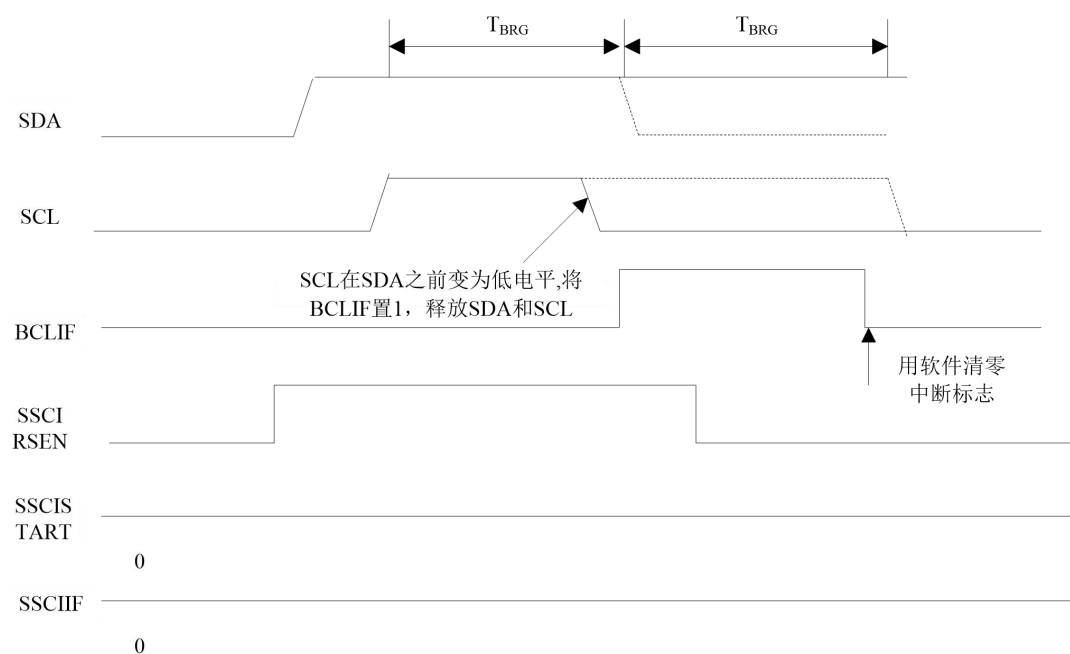 T_BRG T_BRG
SDA
SCL
SCL在SDA之前变为低电平,将
BCLIF置1，释放SDA和SCL
BCLIF
用软件清零
中断标志
SSCI
RSEN
SSCIS
TART
0
SSCIIF
0